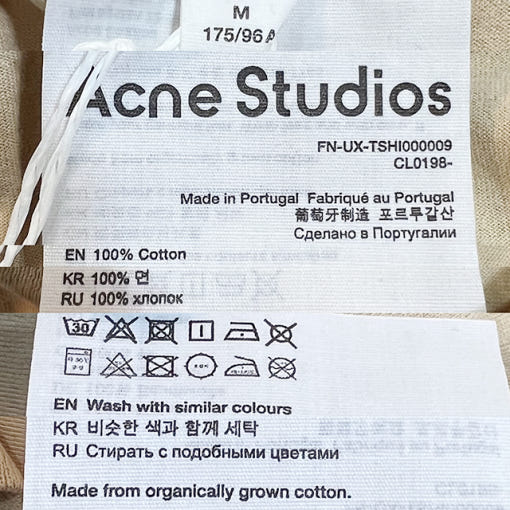 M
175/96A
Acne Studios
FN-UX-TSHI000009
CL0198-
Made in Portugal Fabriqué au Portugal
葡萄牙制造 포르투갈산
Сделано в Португалии
EN 100% Cotton
KR 100% 면
RU 100% хлопок
30
EN Wash with similar colours
KR 비슷한 색과 함께 세탁
RU Стирать с подобными цветами
Made from organically grown cotton.